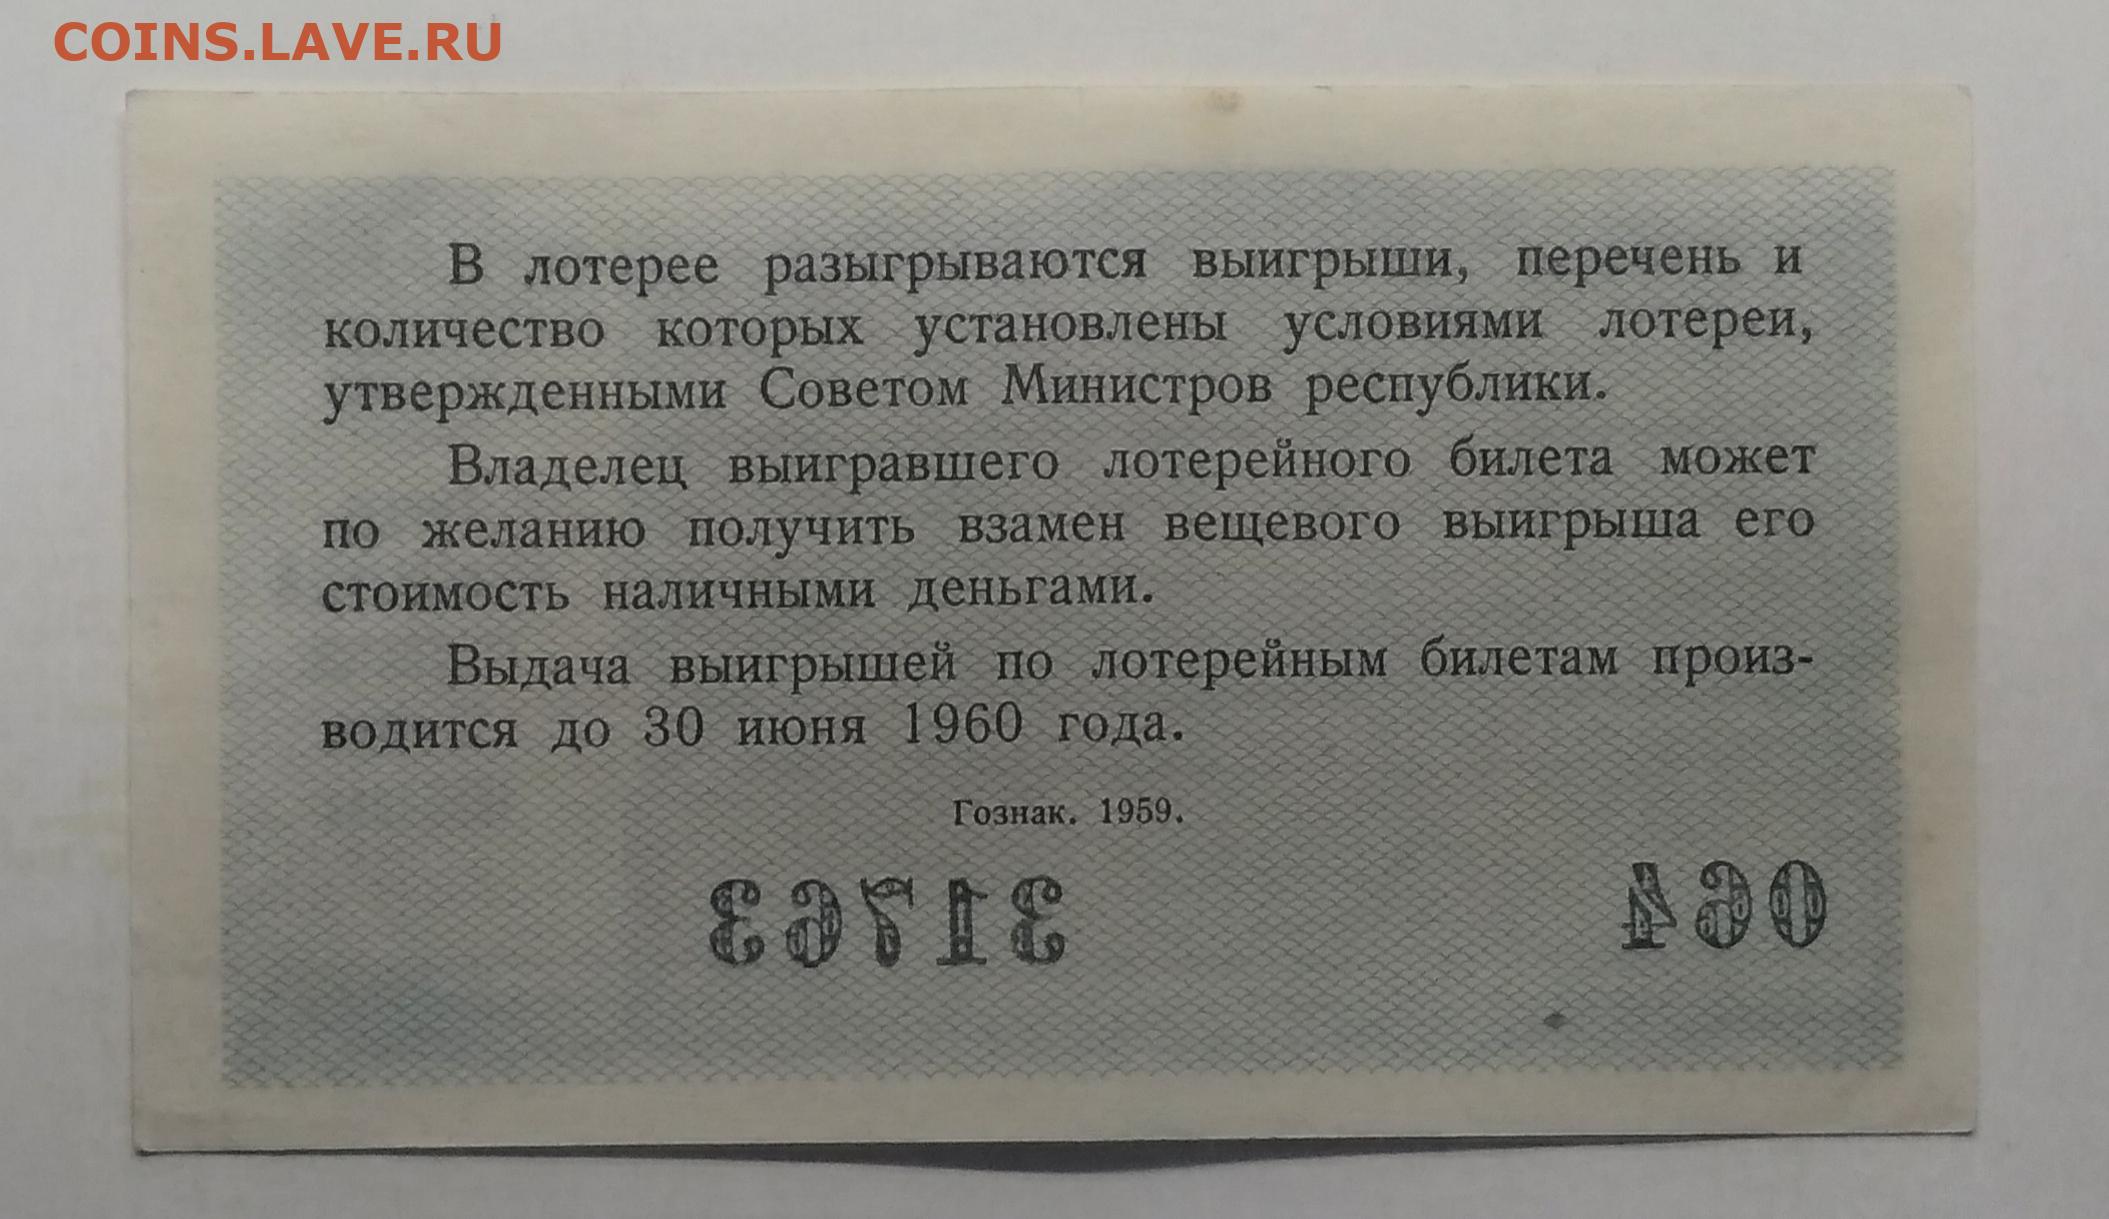 COINS.LAVE.RU
В лотерее разыгрываются выигрыши, перечень и
количество которых установлены условиями лотереи,
утвержденными Советом Министров республики.
Владелец выигравшего лотерейного билета может
по желанию получить взамен вещевого выигрыша его
стоимость наличными деньгами.
Выдача выигрышей по лотерейным билетам произ-
водится до 30 июня 1960 года.
Гознак. 1959.
064 31763